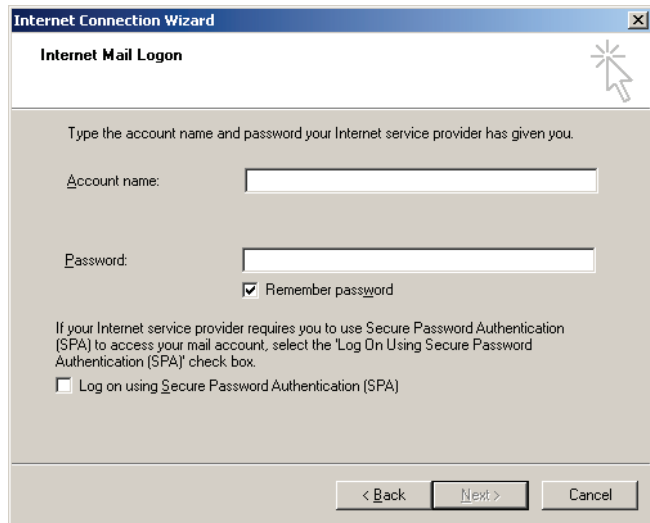 Internet Connection Wizard
Internet Mail Logon
Type the account name and password your Internet service provider has given you.
Account name:
Password:
Remember password
If your Internet service provider requires you to use Secure Password Authentication
(SPA) to access your mail account, select the 'Log On Using Secure Password
Authentication (SPA)' check box.
Log on using Secure Password Authentication (SPA)
< Back Next > Cancel